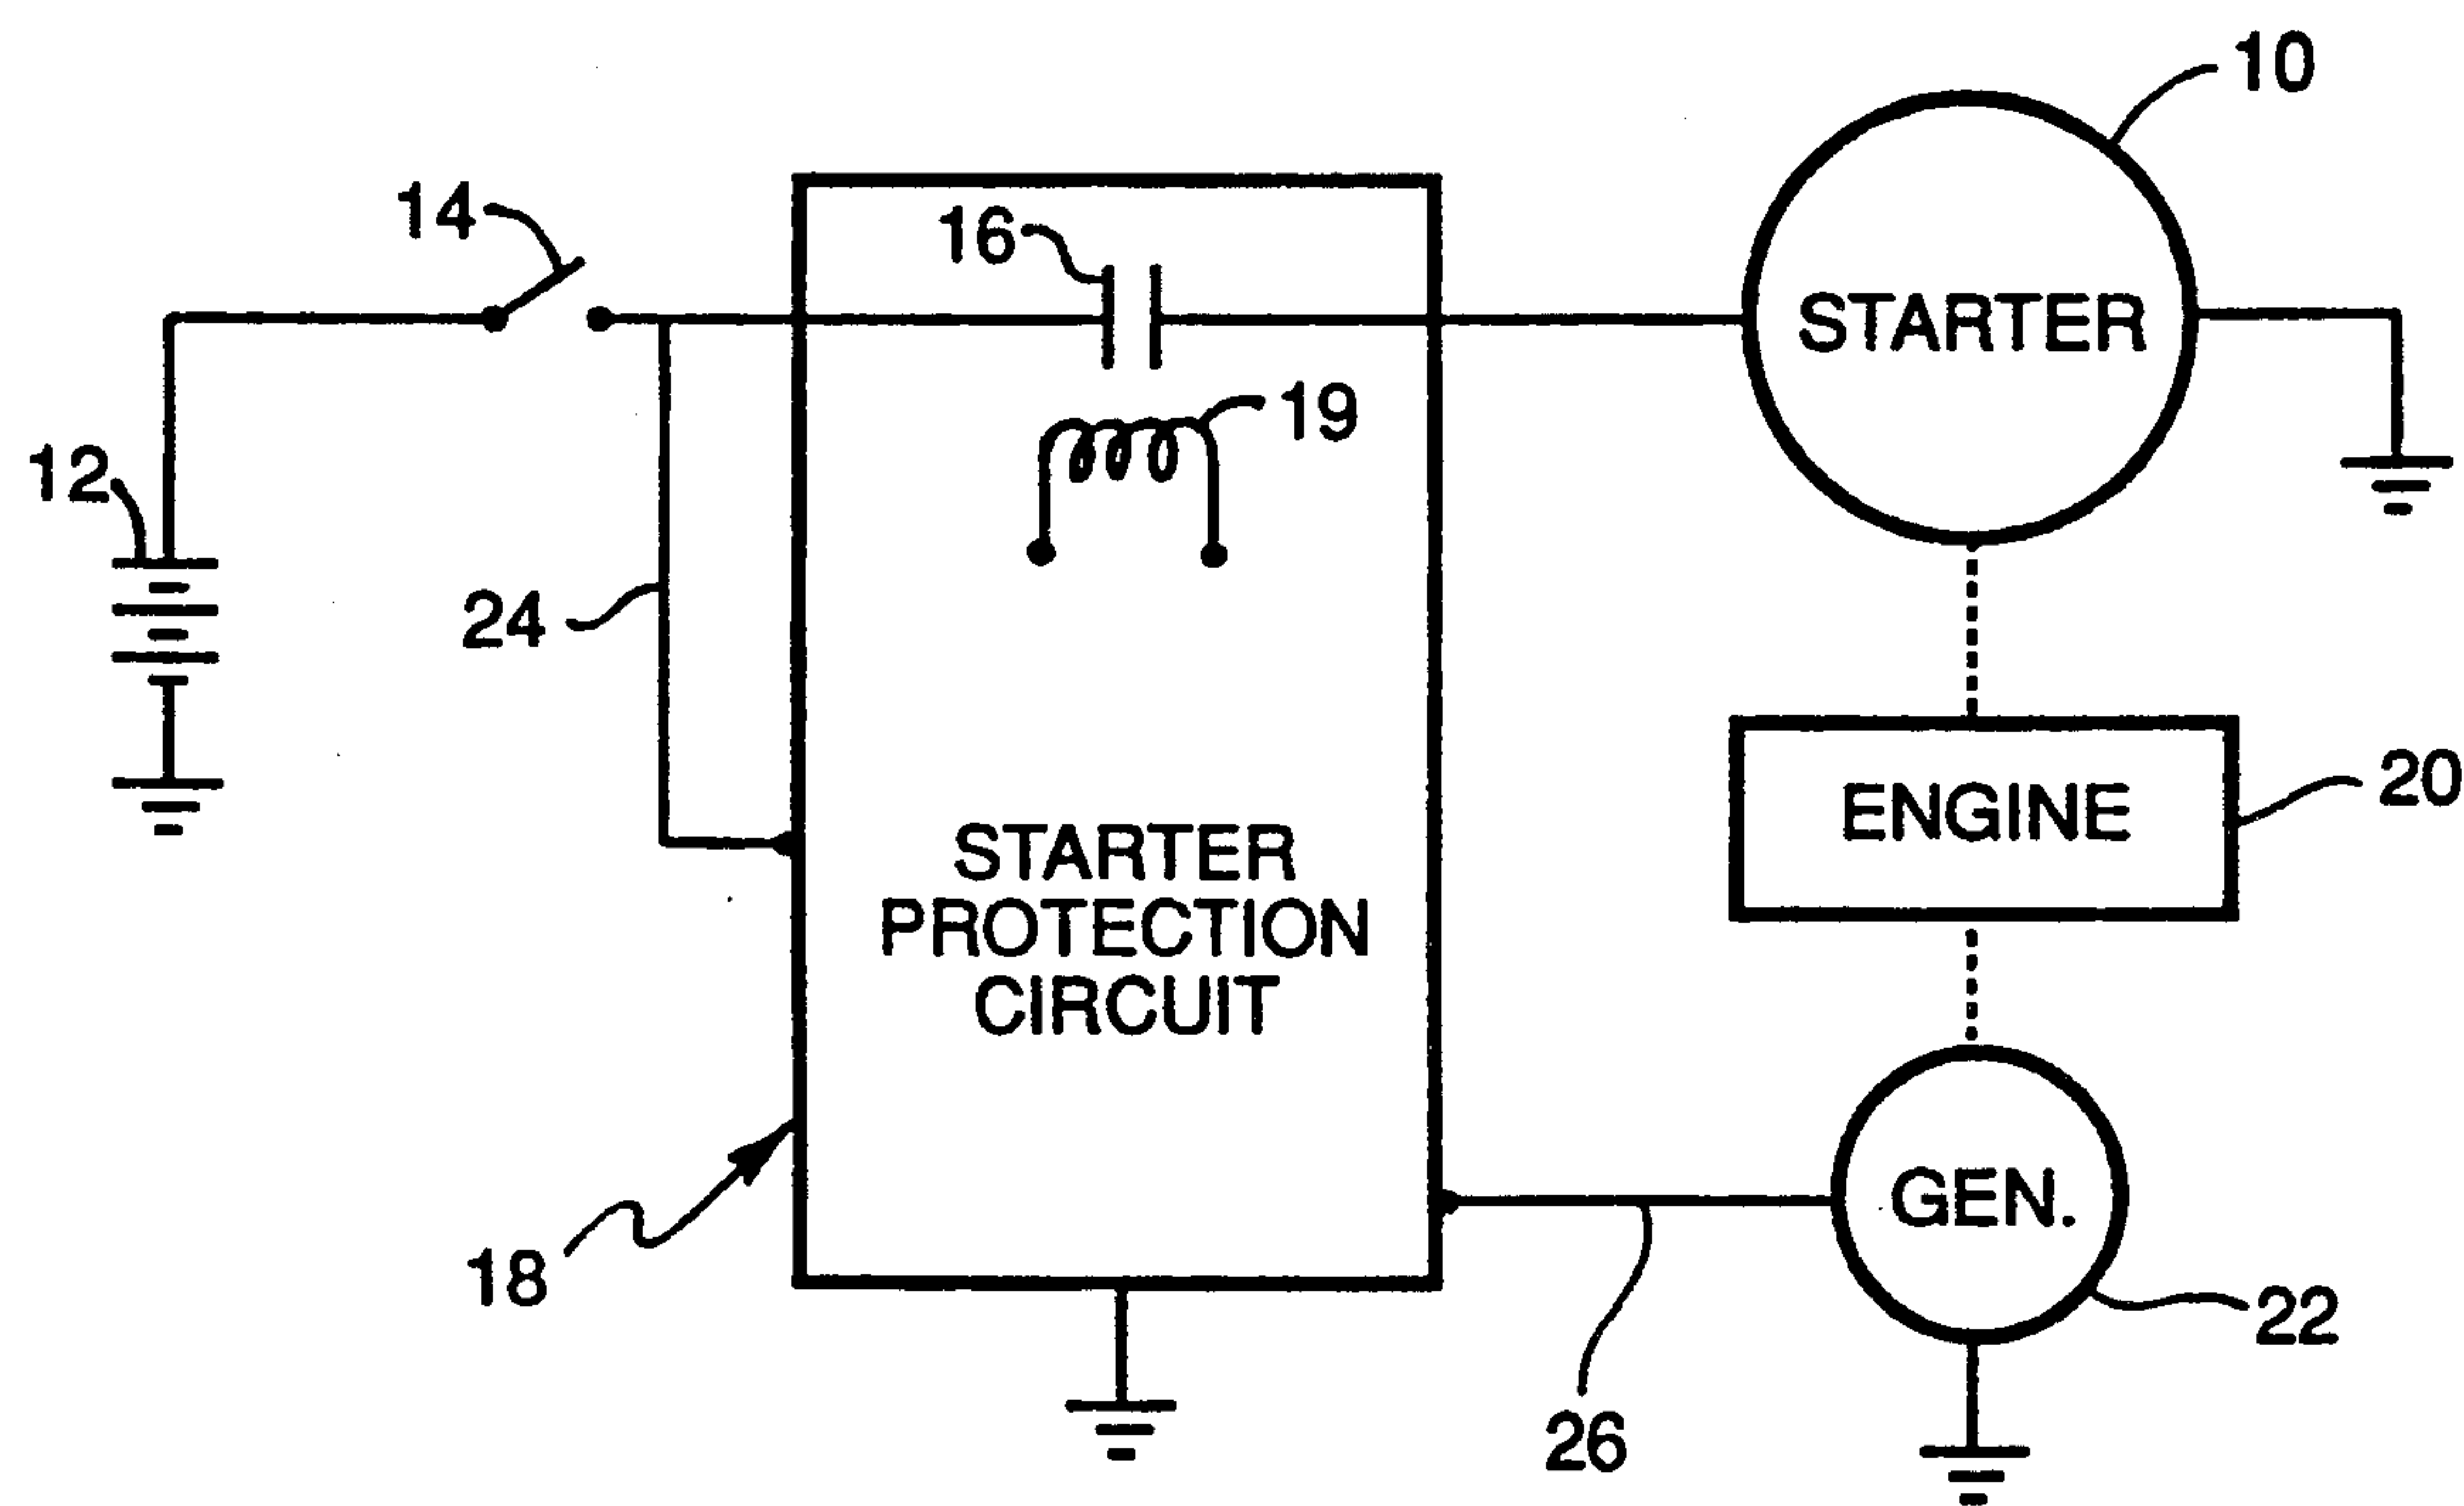 10
14
16
STARTER
19
12
24
20
ENGINE
STARTER
PROTECTION
CIRCUIT
GEN.
18
22
26